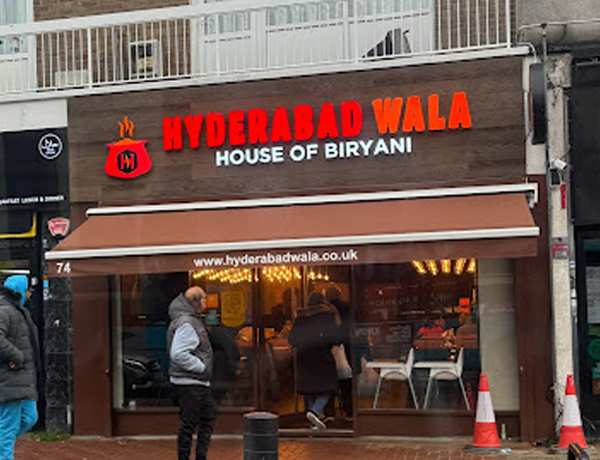 HYDERABAD WALA
HOUSE OF BIRYANI
www.hyderabadwala.co.uk
74